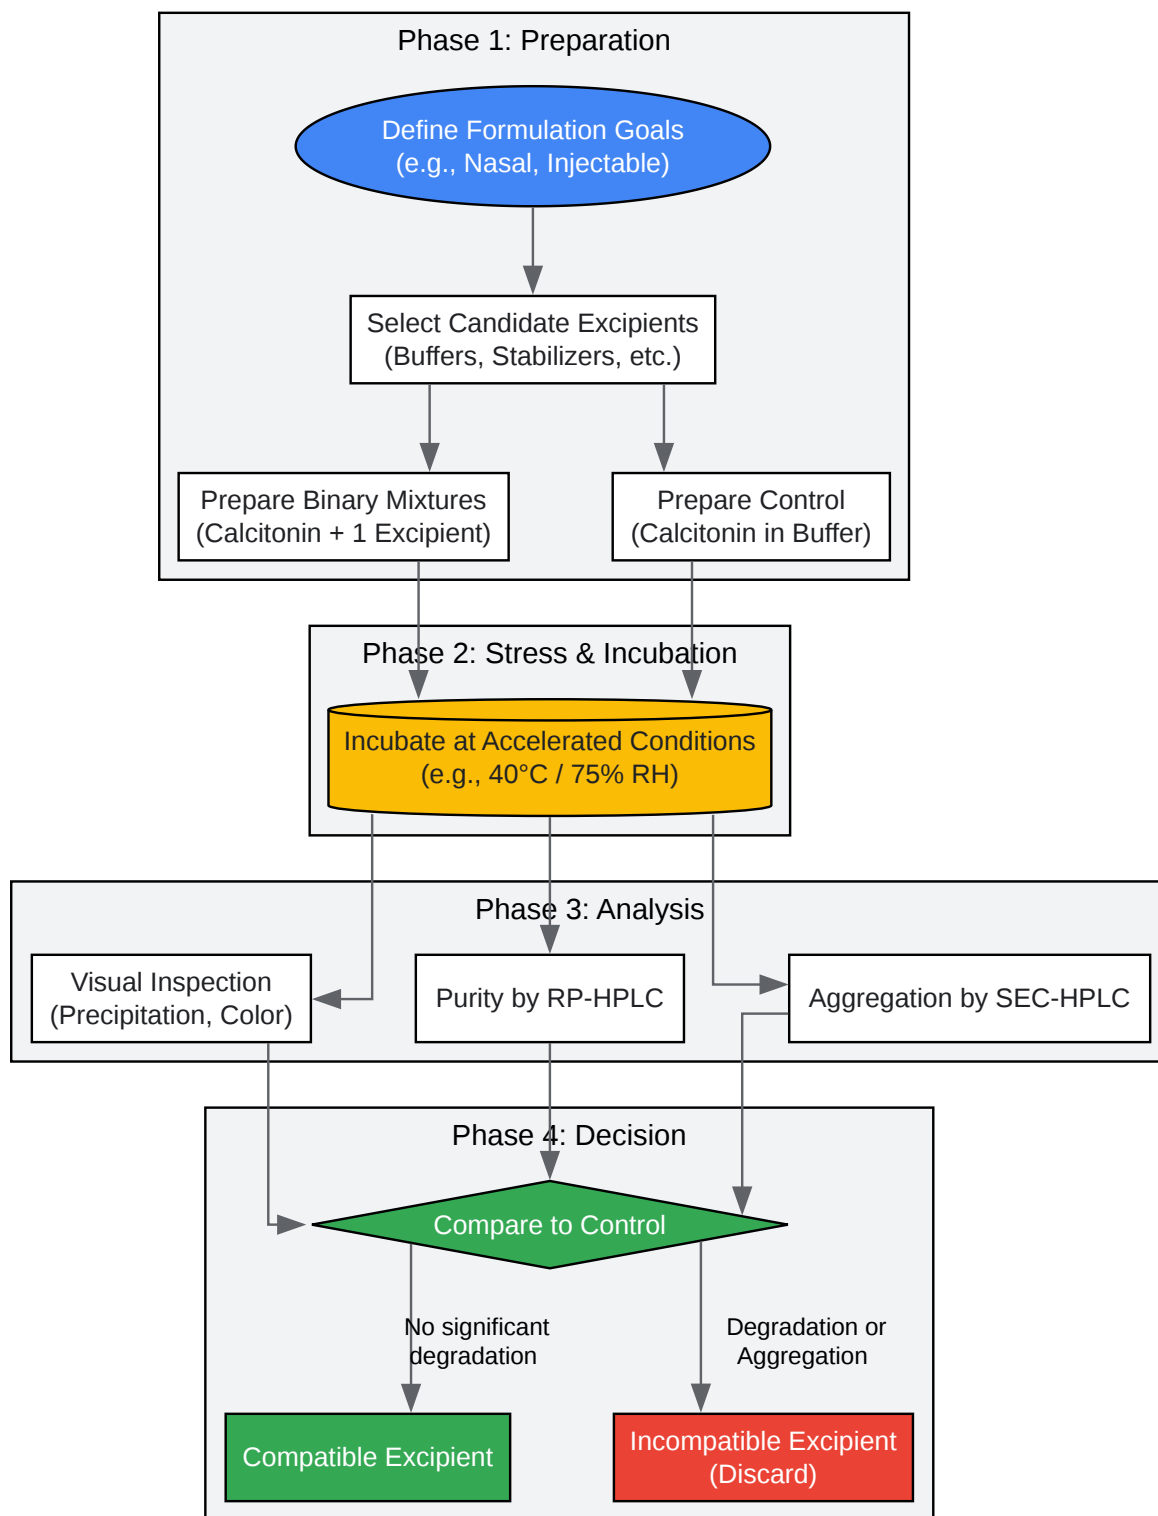 Phase 1: Preparation
Define Formulation Goals
(e.g., Nasal, Injectable)
Select Candidate Excipients
(Buffers, Stabilizers, etc.)
Prepare Binary Mixtures
(Calcitonin + 1 Excipient)
Prepare Control
(Calcitonin in Buffer)
Phase 2: Stress & Incubation
Incubate at Accelerated Conditions
(e.g., 40°C / 75% RH)
Phase 3: Analysis
Visual Inspection
(Precipitation, Color)
Purity by RP-HPLC
Aggregation by SEC-HPLC
Phase 4: Decision
Compare to Control
No significant
degradation
Degradation or
Aggregation
Compatible Excipient
Incompatible Excipient
(Discard)